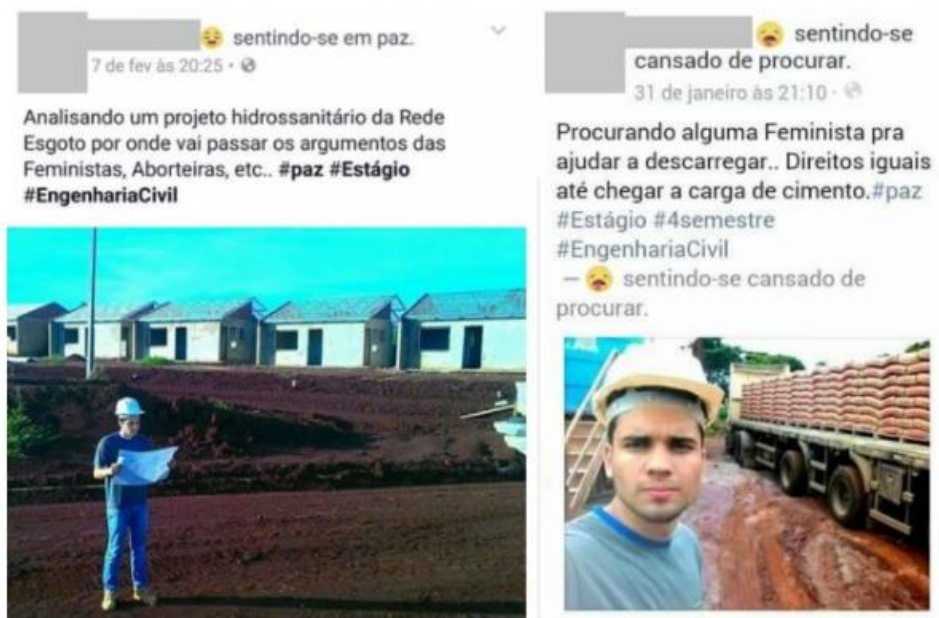 sentindo-se em paz.
7 de fev às 20:25 •
Analisando um projeto hidrossanitário da Rede
Esgoto por onde vai passar os argumentos das
Feministas, Aborteiras, etc.. #paz #Estágio
#EngenhariaCivil
sentindo-se
cansado de procurar.
31 de janeiro às 21:10 ·
Procurando alguma Feminista pra
ajudar a descarregar.. Direitos iguais
até chegar a carga de cimento.#paz
#Estágio #4semestre
#EngenhariaCivil
— sentindo-se cansado de
procurar.